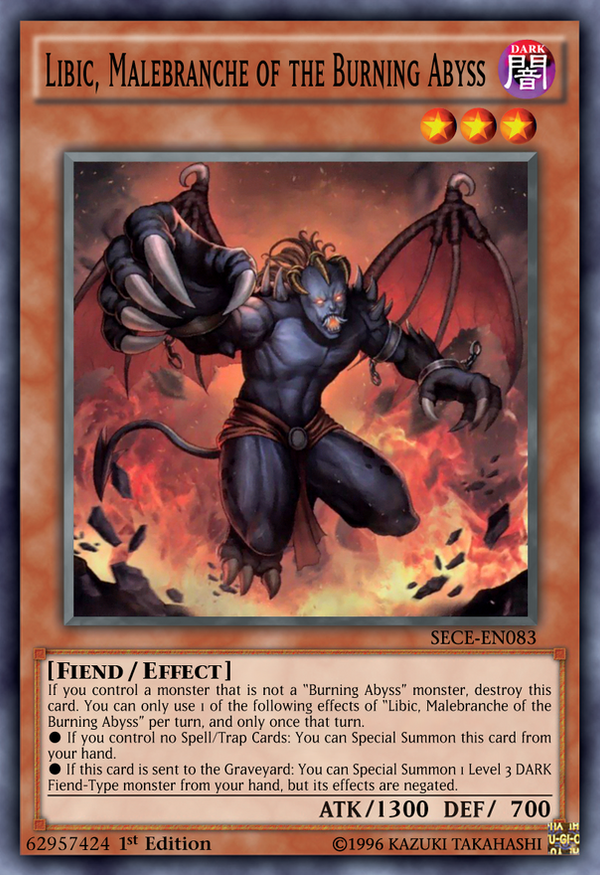 LIBIC, MALEBRANCHE OF THE BURNING ABYSS
DARK
闇
SECE-EN083
[FIEND / EFFECT]
If you control a monster that is not a "Burning Abyss" monster, destroy this
card. You can only use 1 of the following effects of "Libic, Malebranche of the
Burning Abyss" per turn, and only once that turn.
● If you control no Spell/Trap Cards: You can Special Summon this card from
your hand.
● If this card is sent to the Graveyard: You can Special Summon 1 Level 3 DARK
Fiend-Type monster from your hand, but its effects are negated.
ATK/1300 DEF/ 700
62957424 1st Edition
©1996 KAZUKI TAKAHASHI